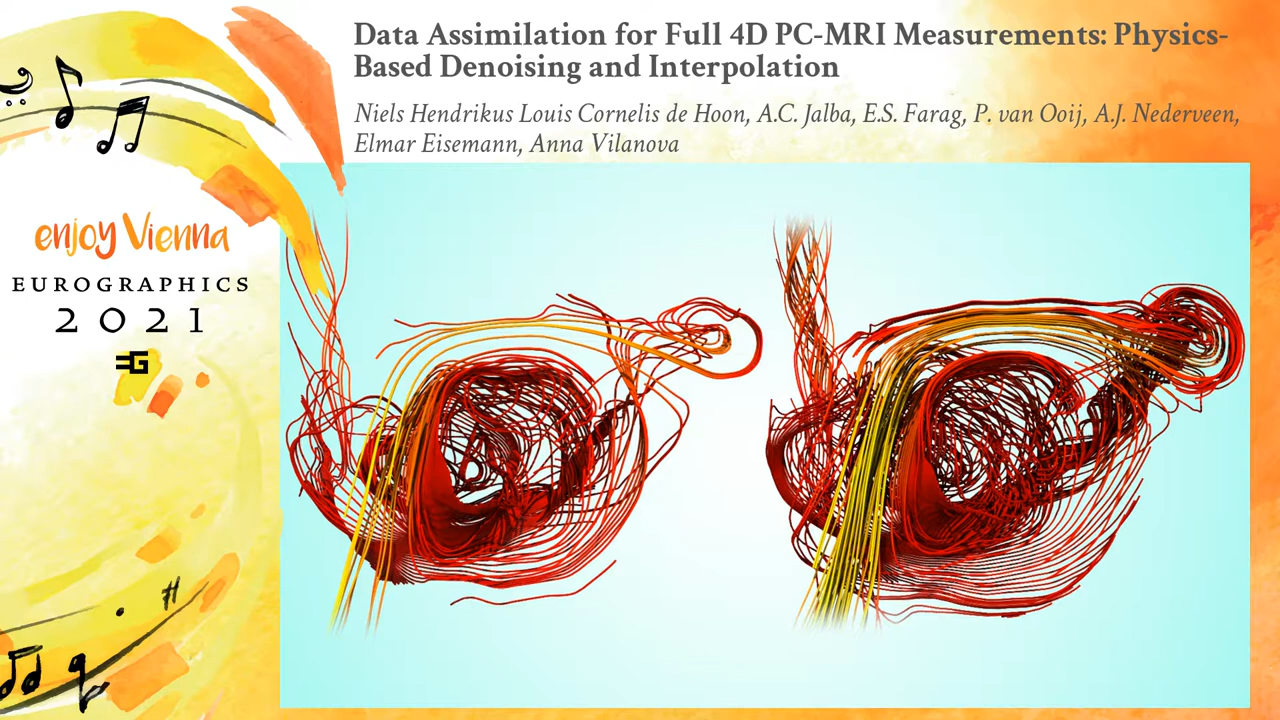 Data Assimilation for Full 4D PC-MRI Measurements: Physics-
Based Denoising and Interpolation
Niels Hendrikus Louis Cornelis de Hoon, A.C. Jalba, E.S. Farag, P. van Ooij, A.J. Nederveen,
Elmar Eisemann, Anna Vilanova
enjoy Vienna
EUROGRAPHICS
2021
EG